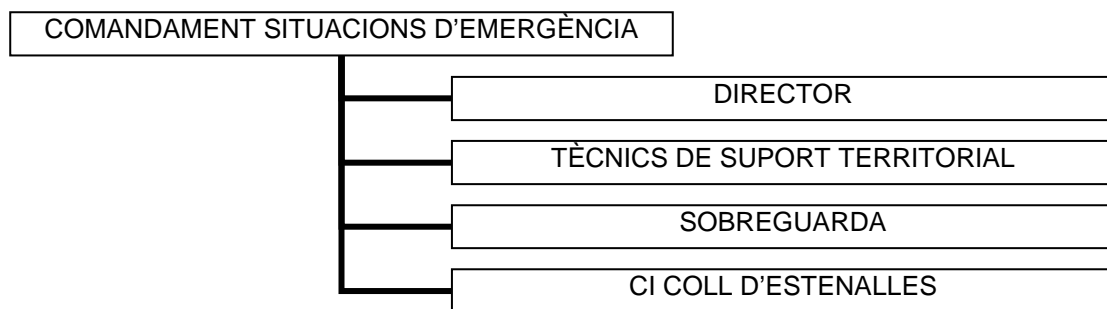 COMANDAMENT SITUACIONS D'EMERGÈNCIA
DIRECTOR
TÈCNICS DE SUPORT TERRITORIAL
SOBREGUARDA
CI COLL D'ESTENALLES